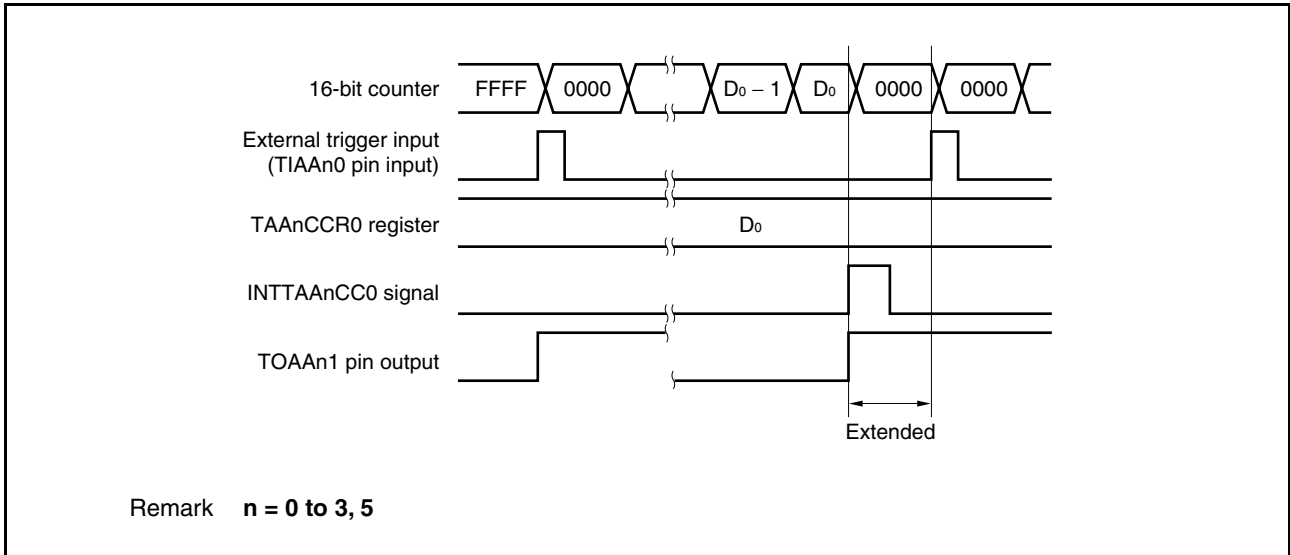 16-bit counter FFFF 0000 D₀ − 1 D₀ 0000 0000
External trigger input
(TIAAn0 pin input)
TAAnCCR0 register D₀
INTTAAnCC0 signal
TOAAn1 pin output
Extended
Remark n = 0 to 3, 5